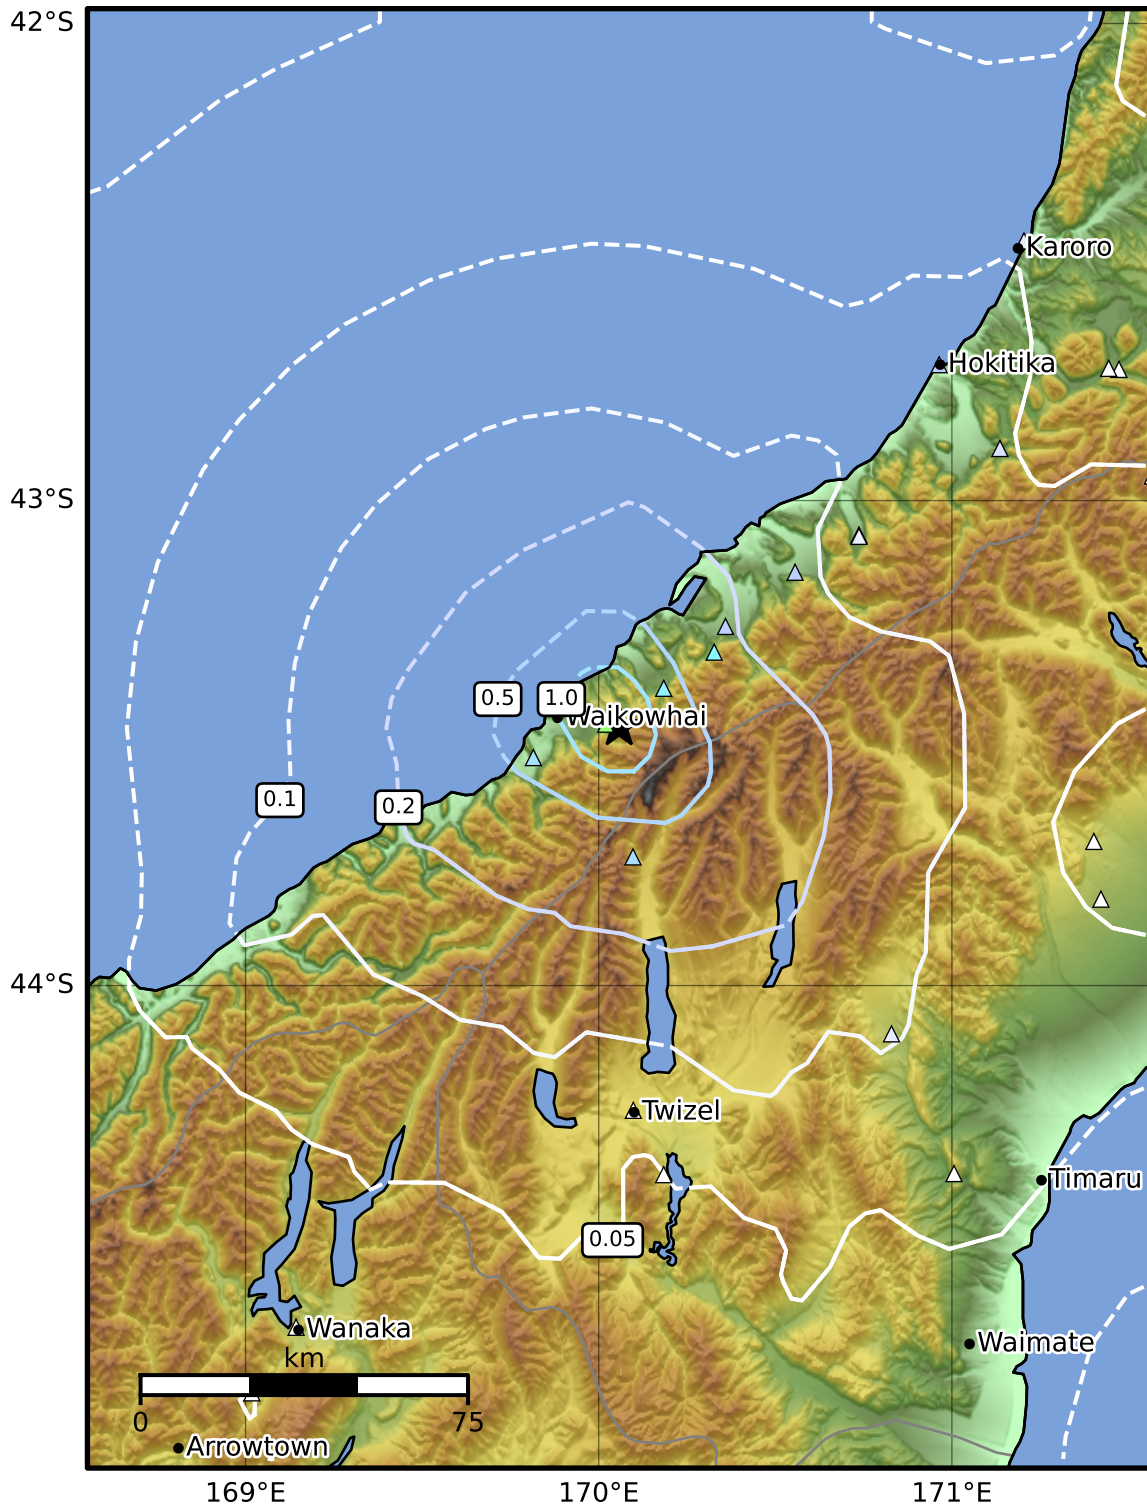 42°S
Karoro
Hokitika
43°S
0.5
1.0
Waikowhai
0.1
0.2
44°S
Twizel
Timaru
0.05
Wanaka
Waimate
km
0
75
Arrowtown
169°E
170°E
171°E